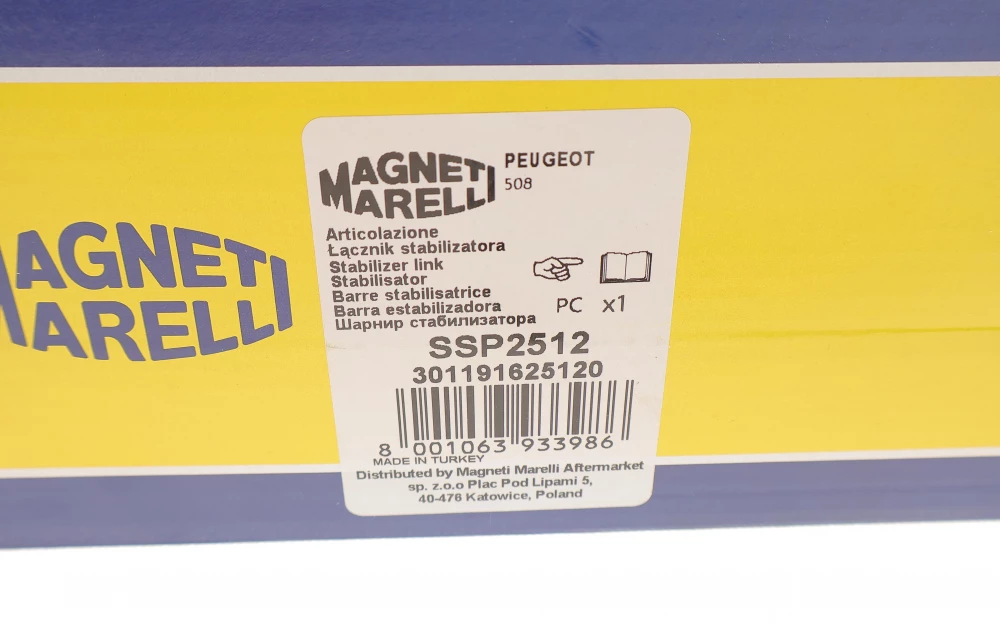 MAGNETI
MARELLI
MAGNETI
MARELLI
PEUGEOT
508
Articolazione
Łącznik stabilizatora
Stabilizer link
Stabilisator
Barre stabilisatrice
Barra estabilizadora
Шарнир стабилизатора
PC x1
SSP2512
301191625120
8 001063 933986
MADE IN TURKEY
Distributed by Magneti Marelli Aftermarket
sp. z.o.o Plac Pod Lipami 5,
40-476 Katowice, Poland